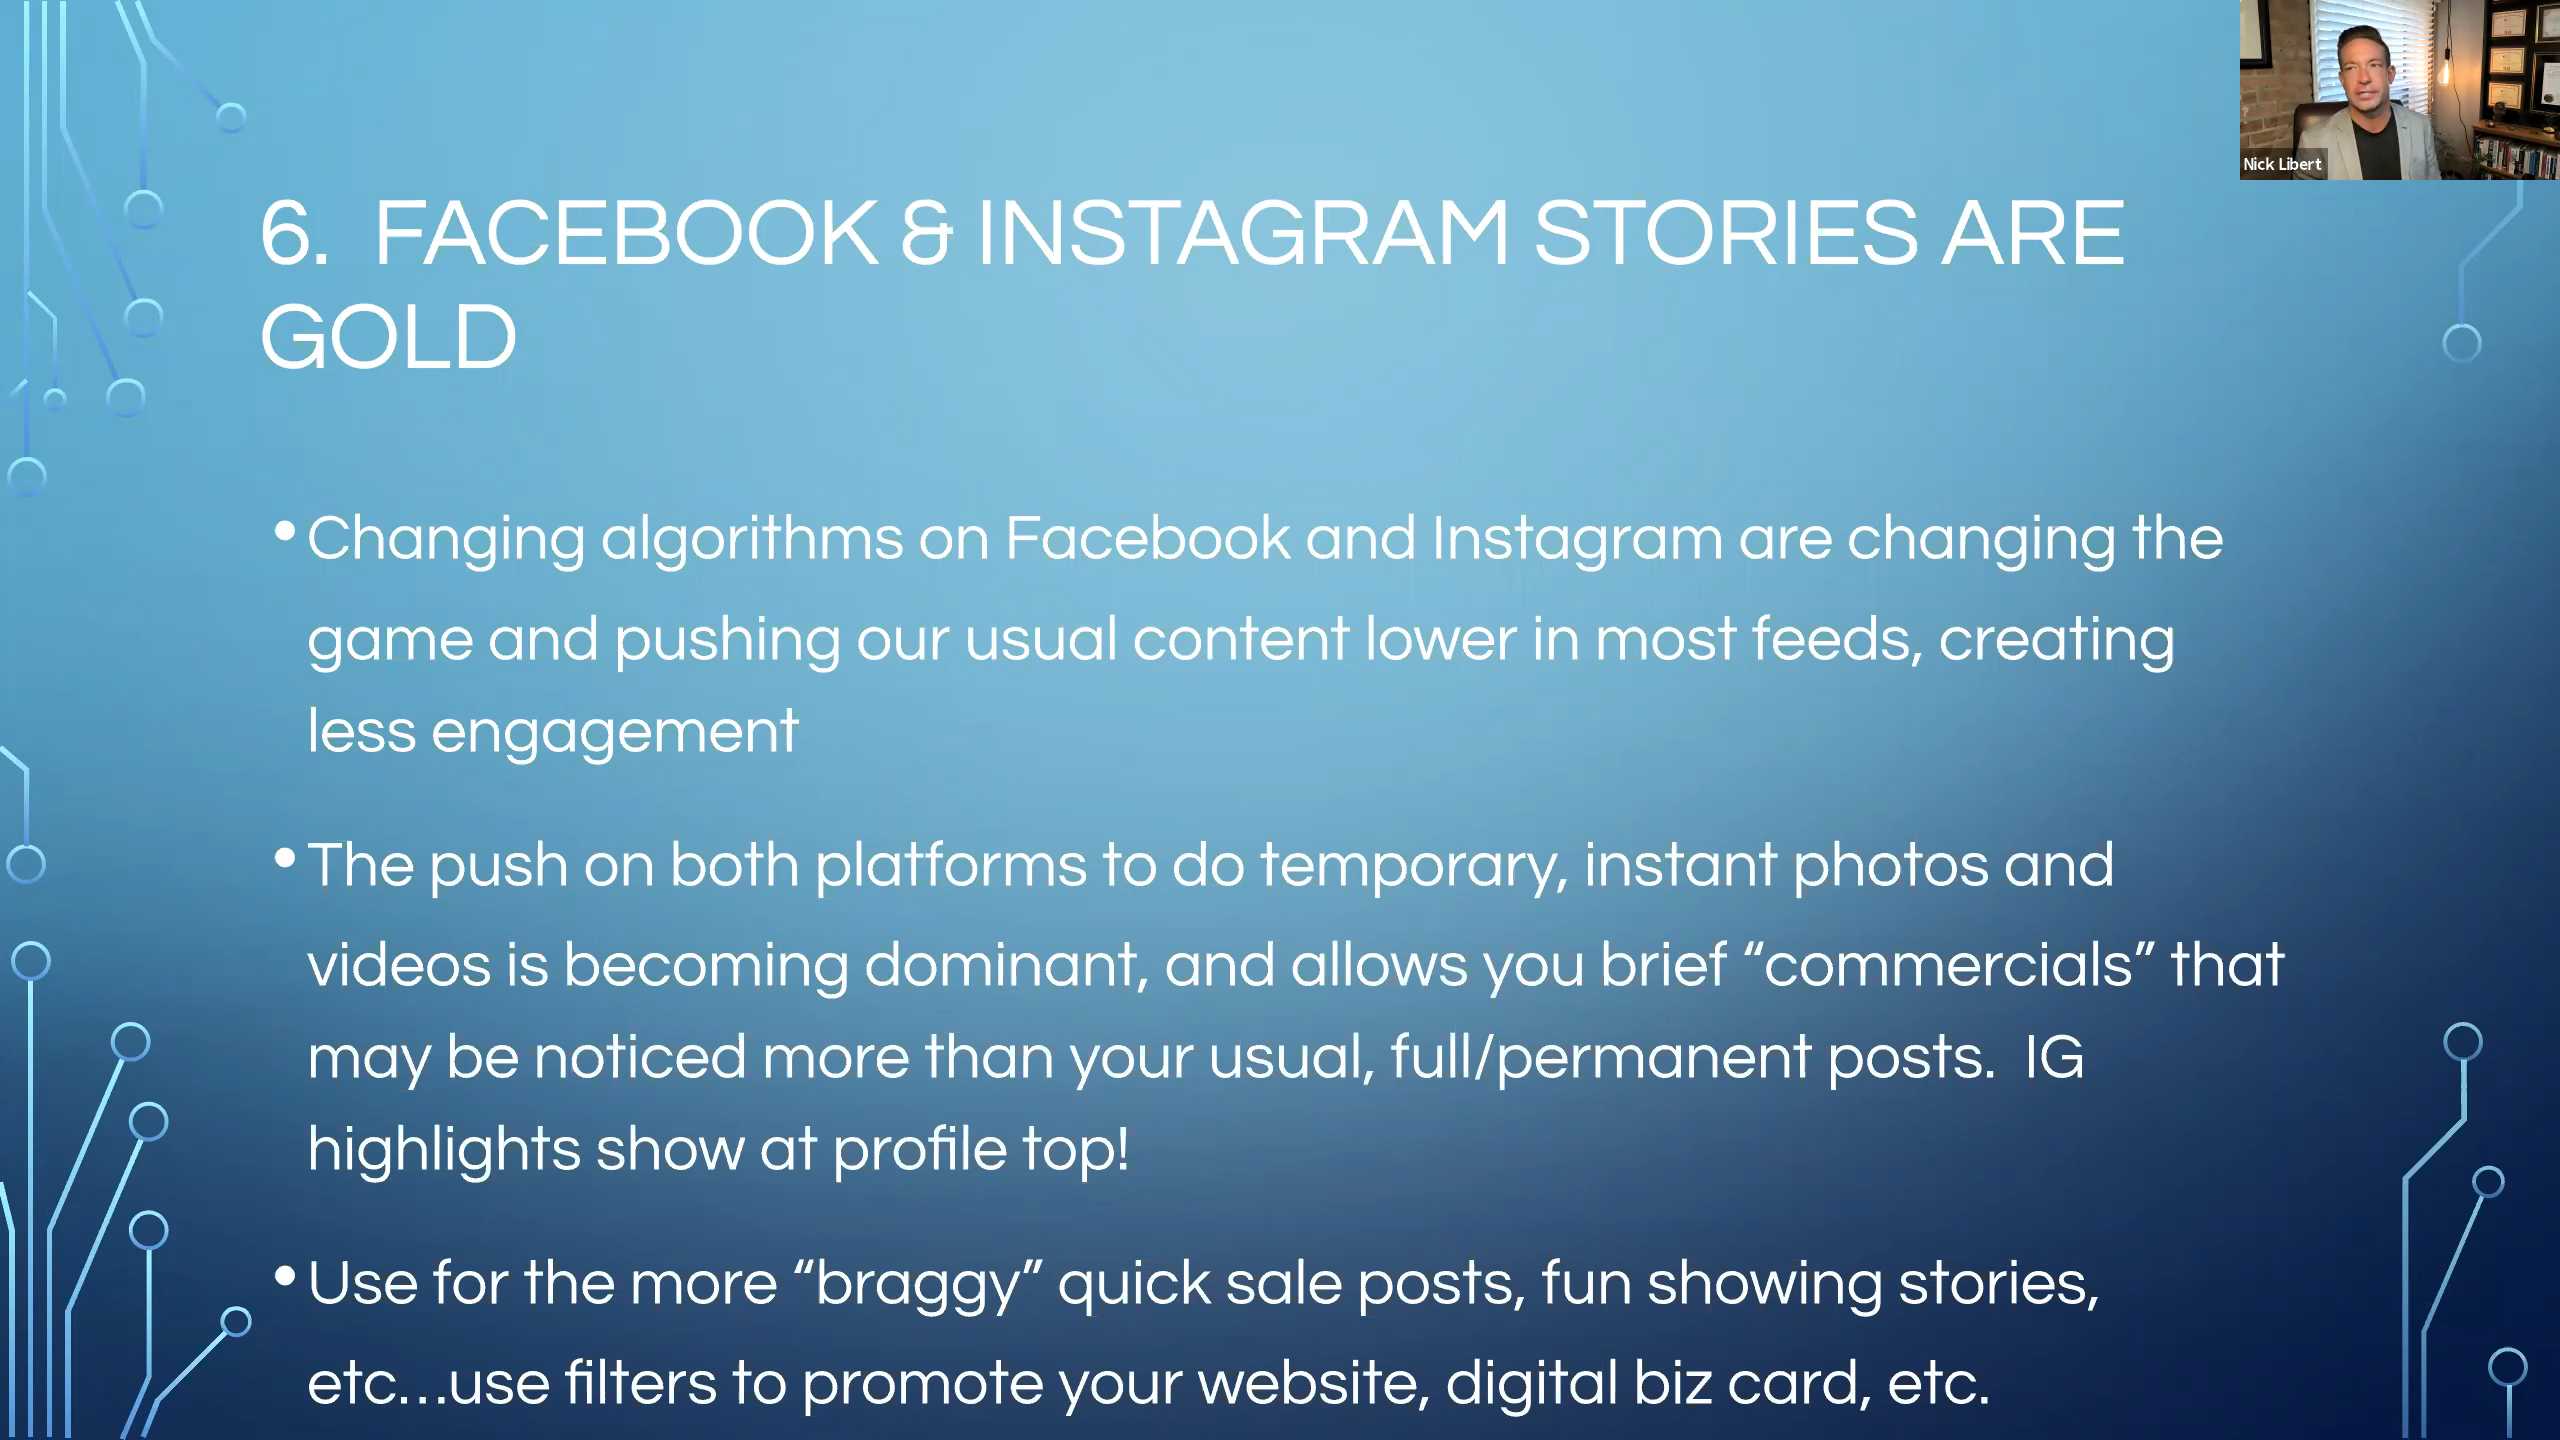 Nick Libert
6.  FACEBOOK & INSTAGRAM STORIES ARE
GOLD
• Changing algorithms on Facebook and Instagram are changing the
game and pushing our usual content lower in most feeds, creating
less engagement
• The push on both platforms to do temporary, instant photos and
videos is becoming dominant, and allows you brief “commercials” that
may be noticed more than your usual, full/permanent posts.  IG
highlights show at profile top!
• Use for the more “braggy” quick sale posts, fun showing stories,
etc…use filters to promote your website, digital biz card, etc.